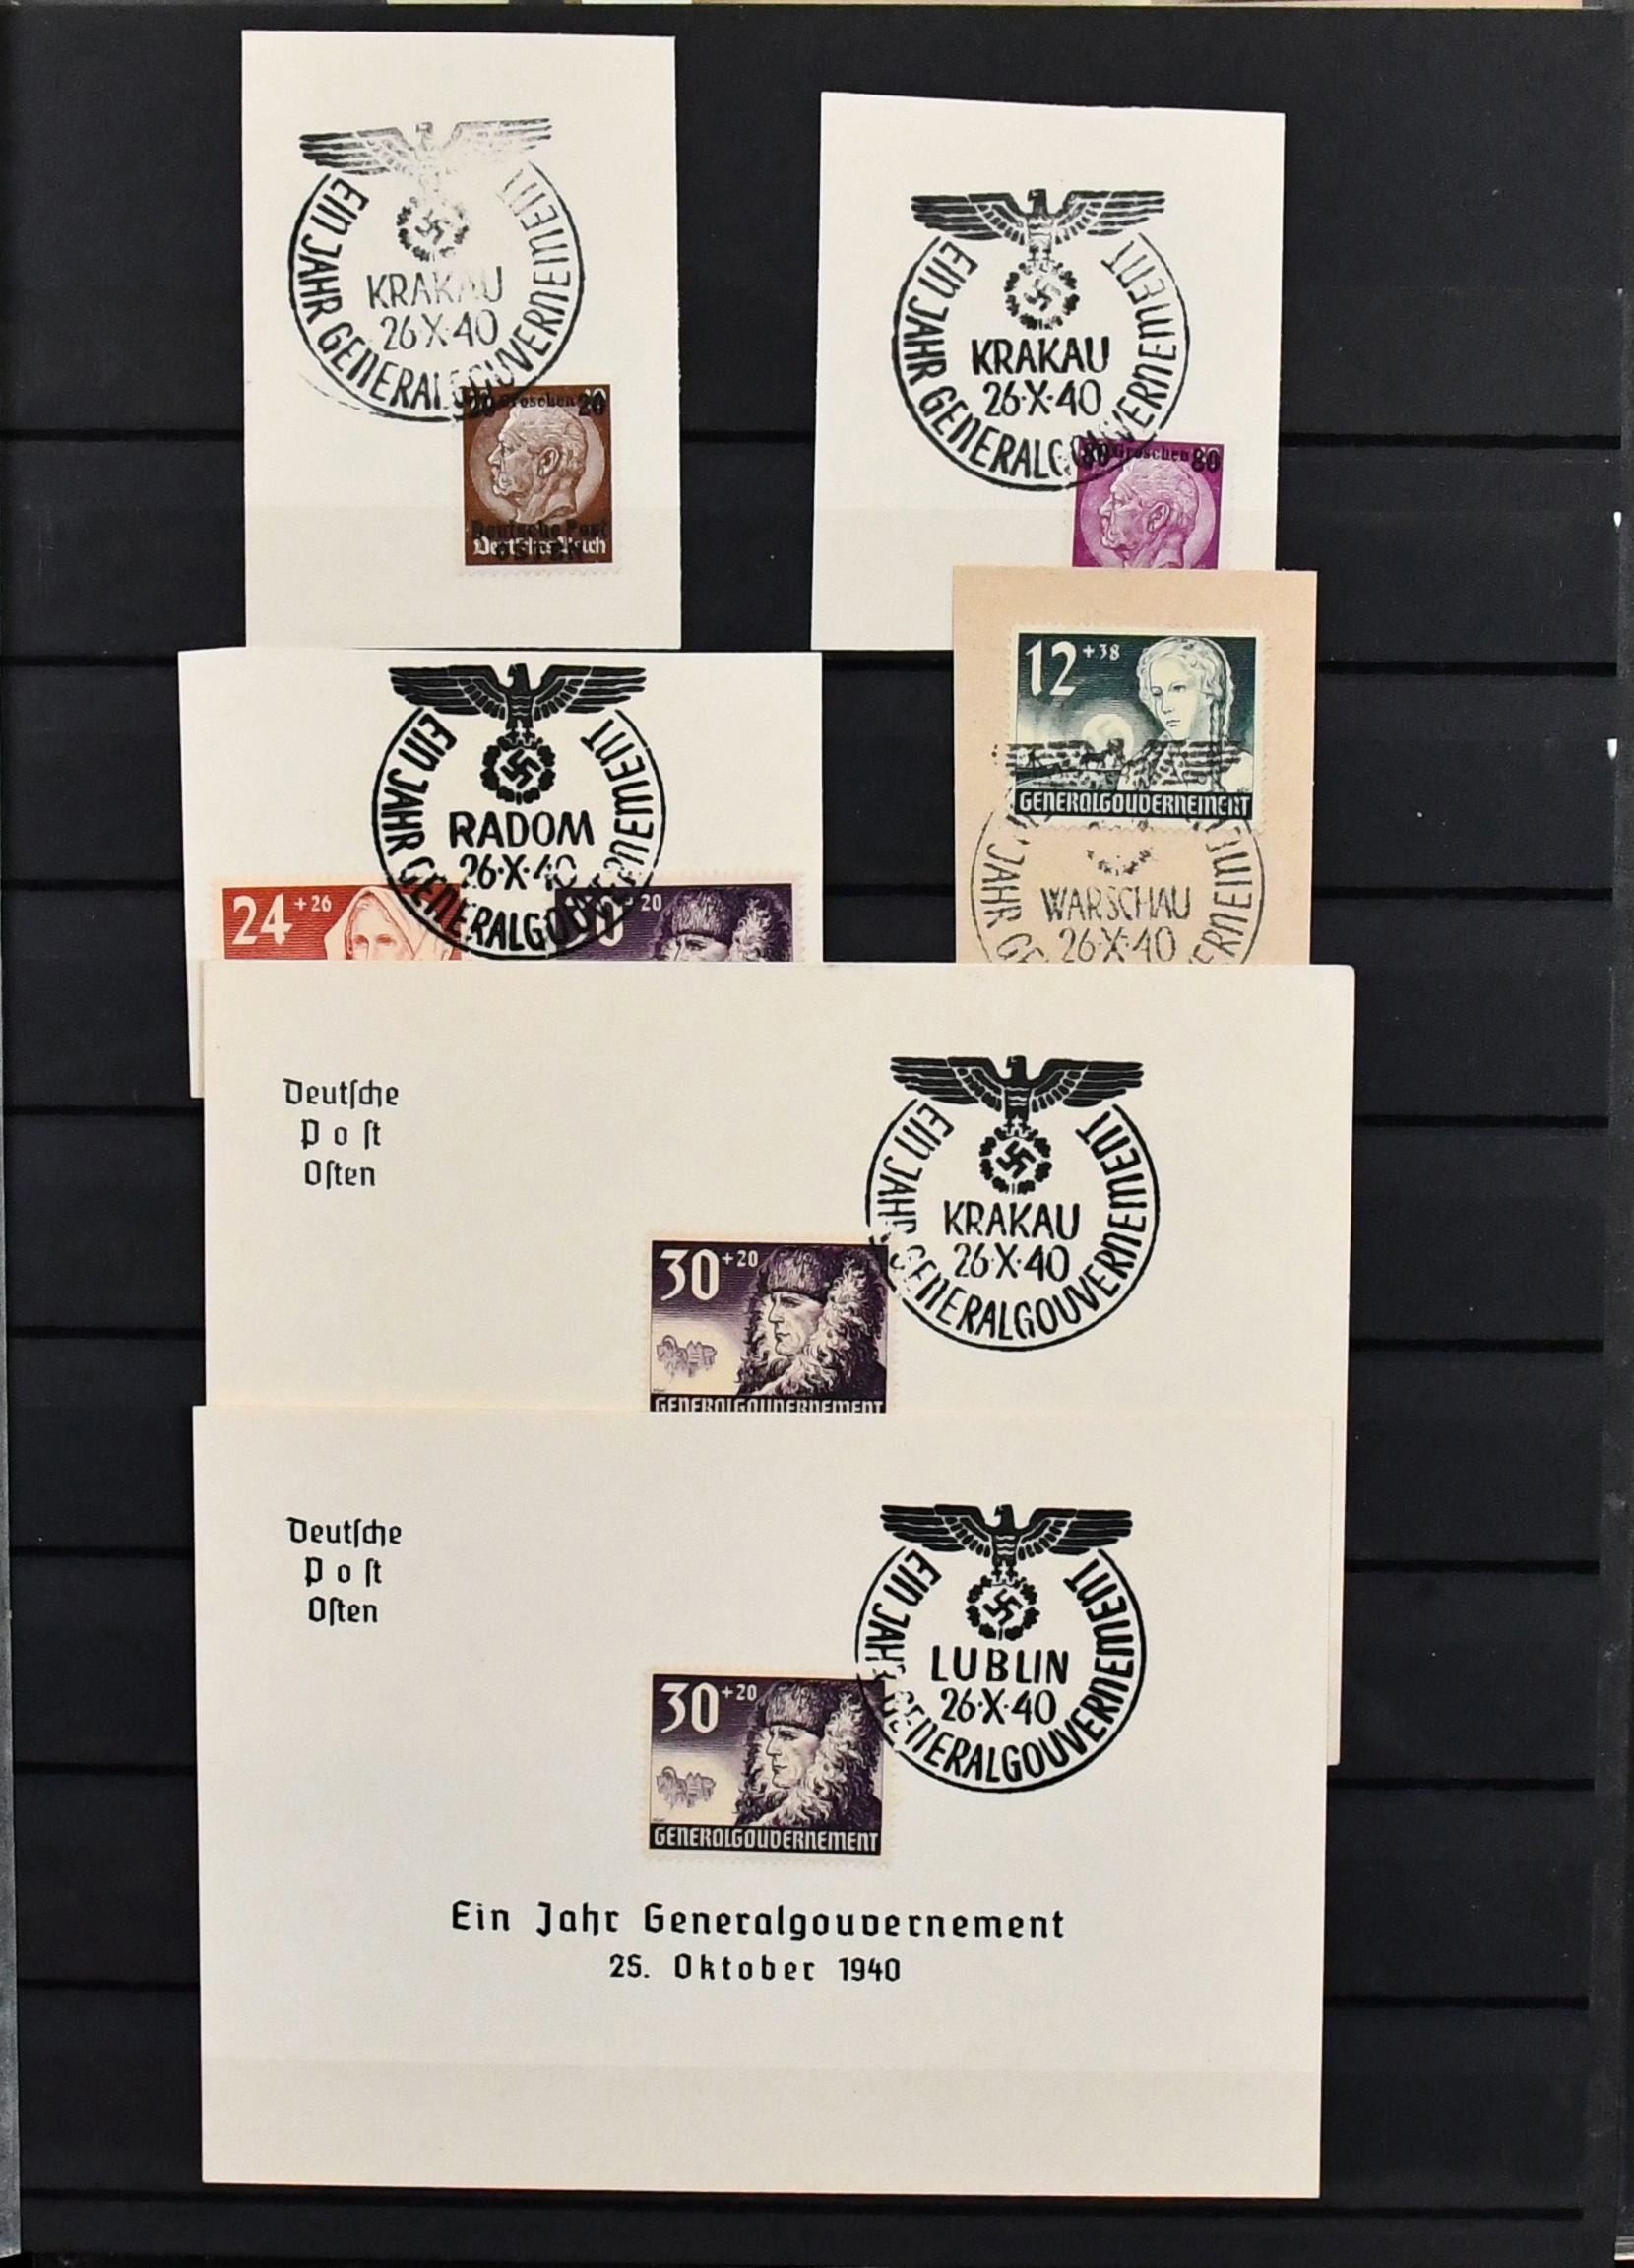 EIN JAHR GENERALGOUVERNEMENT
KRAKAU
26·X·40
20 Groschen 20
Deutsche Post
OSTEN
Deutsches Reich
EIN JAHR GENERALGOUVERNEMENT
KRAKAU
26·X·40
80 Groschen 80
EIN JAHR GENERALGOUVERNEMENT
RADOM
26·X·40
24 + 26
+ 20
12 + 38
GENERALGOUVERNEMENT
JAHR
WARSCHAU
26·X·40
Deutſche
Poſt
Oſten
EIN JAHR GENERALGOUVERNEMENT
KRAKAU
26·X·40
30 + 20
GENERALGOUVERNEMENT
Deutſche
Poſt
Oſten
EIN JAHR GENERALGOUVERNEMENT
LUBLIN
26·X·40
30 + 20
GENERALGOUVERNEMENT
Ein Jahr Generalgouvernement
25. Oktober 1940